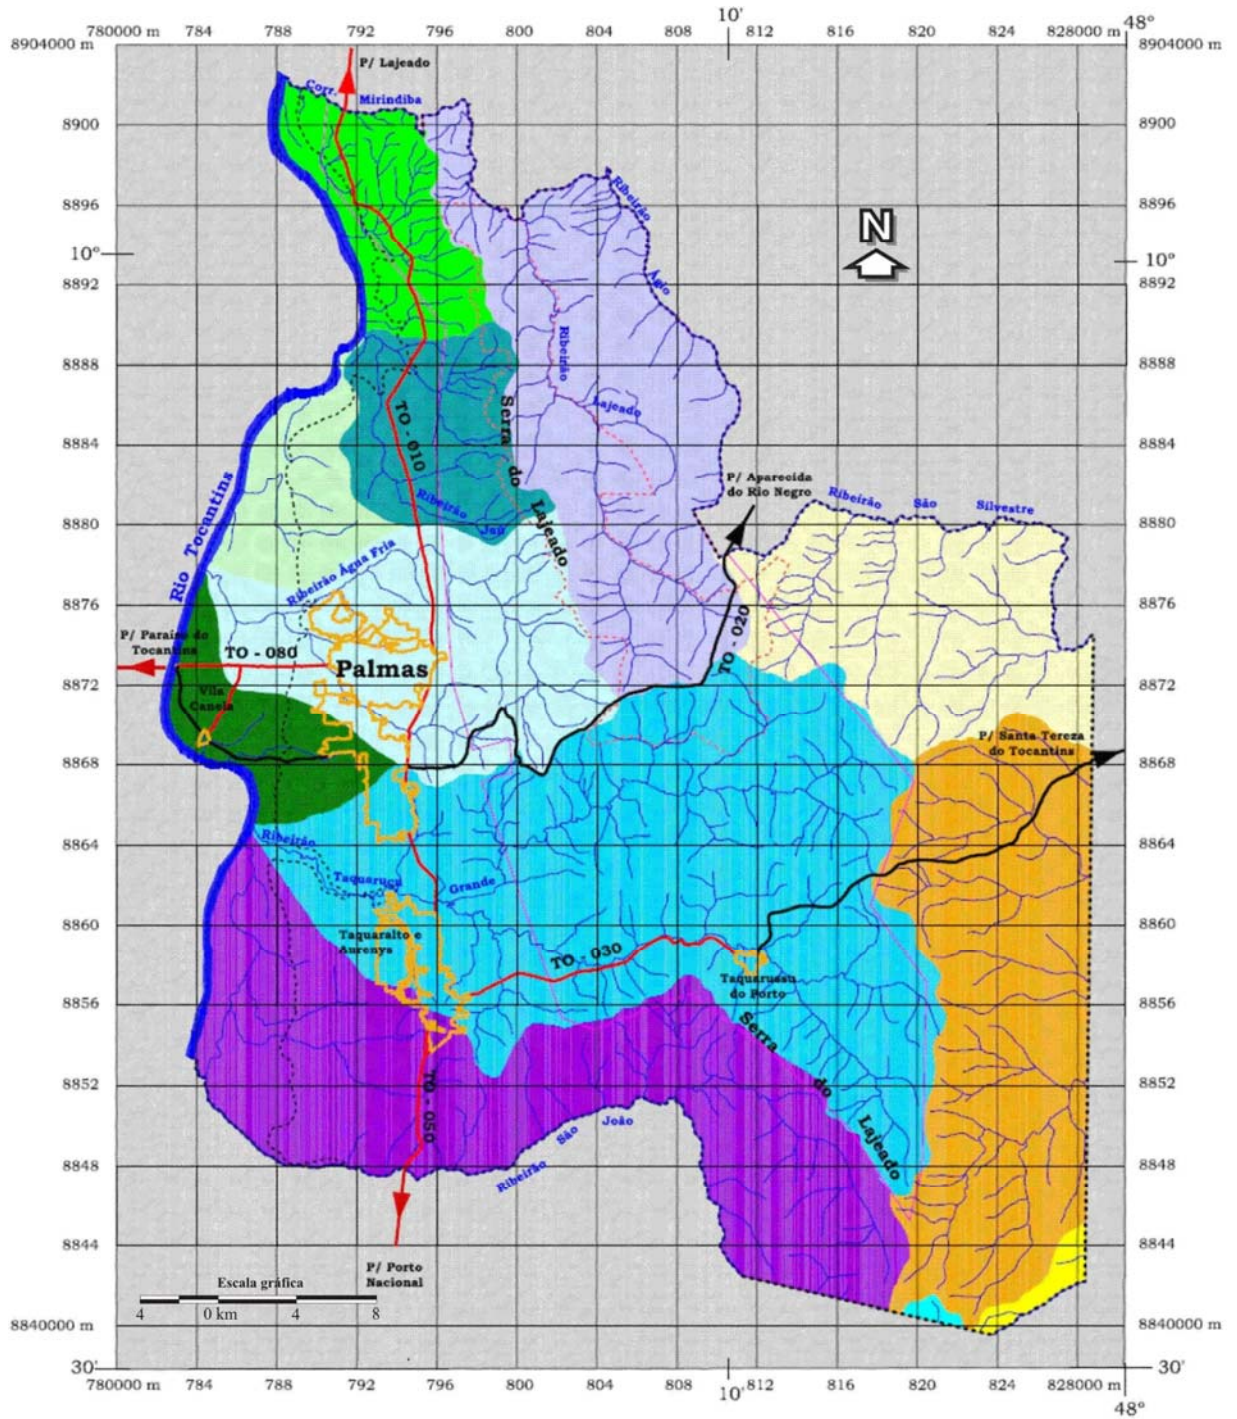 10'
48°
780000 m 784 788 792 796 800 804 808 812 816 820 824 828000 m
8904000 m
8904000 m
P/ Lajeado
Corr. Mirindiba
8900
8900
Ribeirão
8896
8896
N
10°
10°
Ágio
8892
8892
Ribeirão
8888
8888
Lajeado
Serra
do
Lajeado
TO - 010
8884
8884
P/ Aparecida
do Rio Negro
Ribeirão São Silvestre
Ribeirão Jaú
8880
8880
Rio Tocantins
Ribeirão Água Fria
8876
8876
TO - 020
P/ Paraíso do
Tocantins
TO - 080
Palmas
8872
8872
Vila
Canela
P/ Santa Tereza
do Tocantins
8868
8868
8864
8864
Ribeirão
Taquaruçu
Grande
8860
8860
Taquaralto e
Aurenys
TO - 030
Taquarussu
do Porto
8856
8856
Serra
do
Lajeado
8852
8852
TO - 050
Ribeirão São João
8848
8848
8844
8844
P/ Porto
Nacional
Escala gráfica
4 0 km 4 8
8840000 m
8840000 m
30'
30'
780000 m 784 788 792 796 800 804 808 812 816 820 824 828000 m
10'
48°